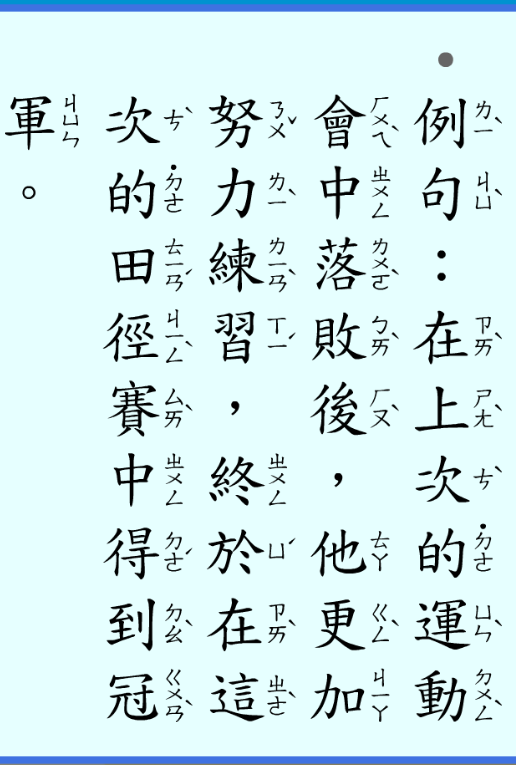 例句：在上次的運動
會中落敗後，他更加
努力練習，終於在這
次的田徑賽中得到冠
軍。